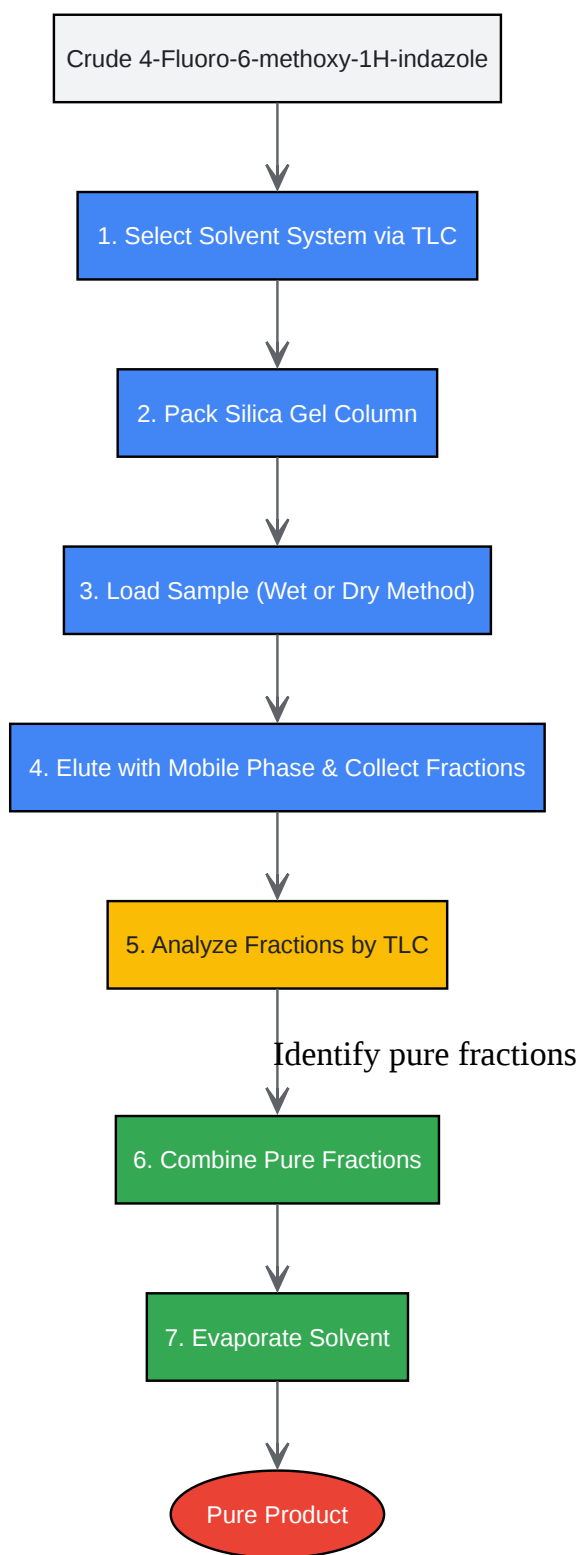 Crude 4-Fluoro-6-methoxy-1H-indazole
1. Select Solvent System via TLC
2. Pack Silica Gel Column
3. Load Sample (Wet or Dry Method)
4. Elute with Mobile Phase & Collect Fractions
5. Analyze Fractions by TLC
Identify pure fractions
6. Combine Pure Fractions
7. Evaporate Solvent
Pure Product